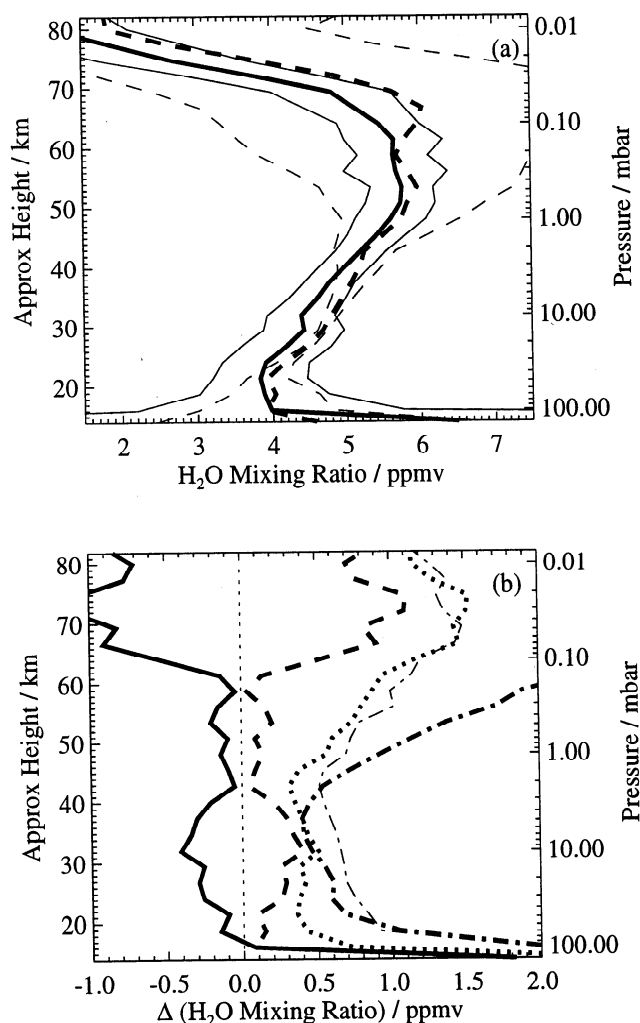 (a)
80
70
60
50
40
30
20
Approx Height / km
0.01
0.10
1.00
10.00
100.00
Pressure / mbar
2 3 4 5 6 7
H₂O Mixing Ratio / ppmv
(b)
80
70
60
50
40
30
20
Approx Height / km
0.01
0.10
1.00
10.00
100.00
Pressure / mbar
-1.0 -0.5 0.0 0.5 1.0 1.5 2.0
Δ (H₂O Mixing Ratio) / ppmv